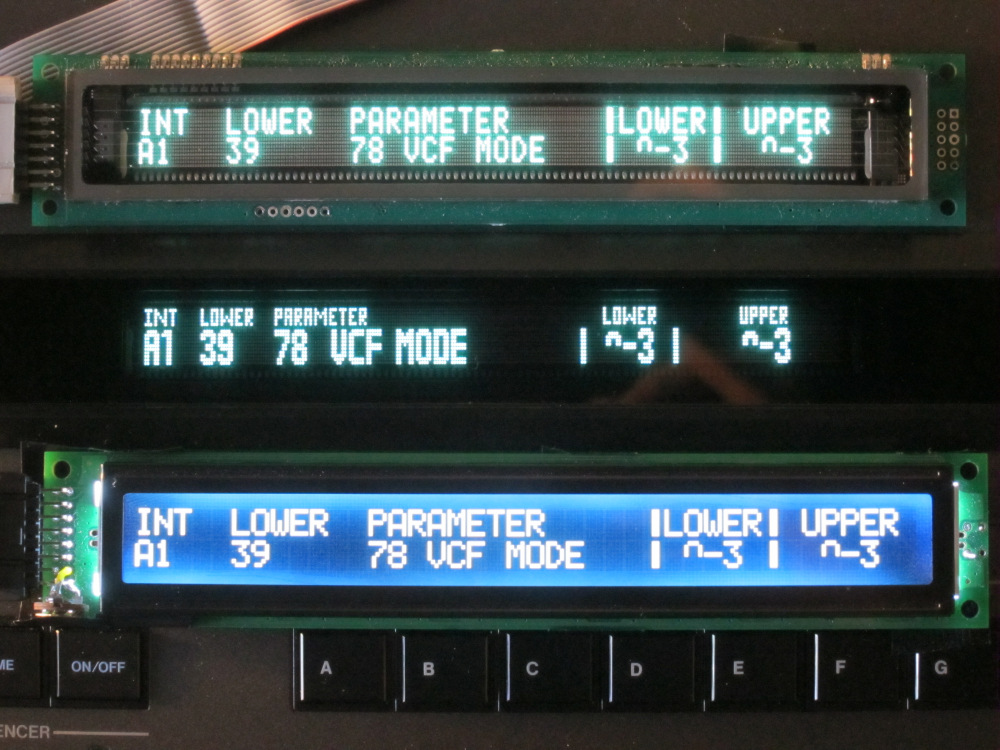 INT LOWER PARAMETER |LOWER| UPPER
A1 39 78 VCF MODE | ^-3 | ^-3
INT LOWER PARAMETER LOWER UPPER
A1 39 78 VCF MODE | ^-3 | ^-3
INT LOWER PARAMETER |LOWER| UPPER
A1 39 78 VCF MODE | ^-3 | ^-3
ME ON/OFF A B C D E F G
ENCER